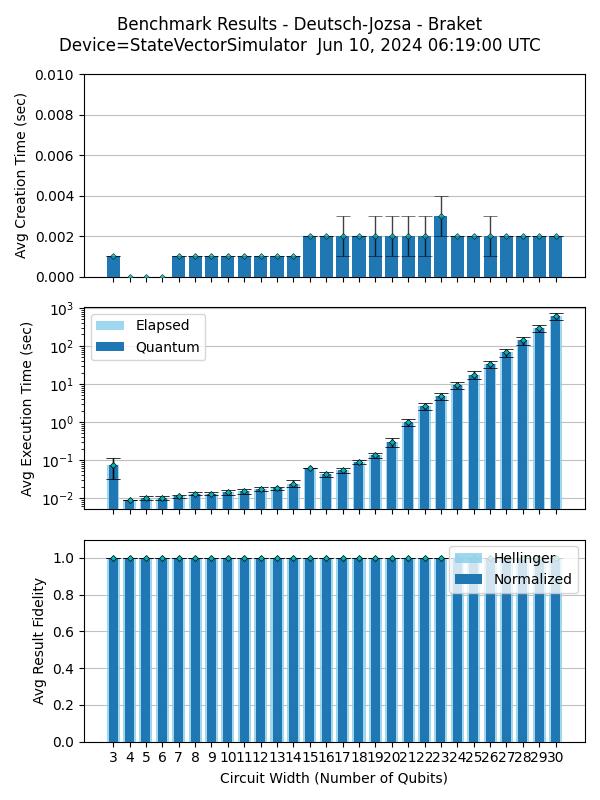 Benchmark Results - Deutsch-Jozsa - Braket
Device=StateVectorSimulator  Jun 10, 2024 06:19:00 UTC
Avg Creation Time (sec)
0.010
0.008
0.006
0.004
0.002
0.000
Avg Execution Time (sec)
10³
10²
10¹
10⁰
10⁻¹
10⁻²
Elapsed
Quantum
Avg Result Fidelity
1.0
0.8
0.6
0.4
0.2
0.0
Hellinger
Normalized
3 4 5 6 7 8 9 10 11 12 13 14 15 16 17 18 19 20 21 22 23 24 25 26 27 28 29 30
Circuit Width (Number of Qubits)